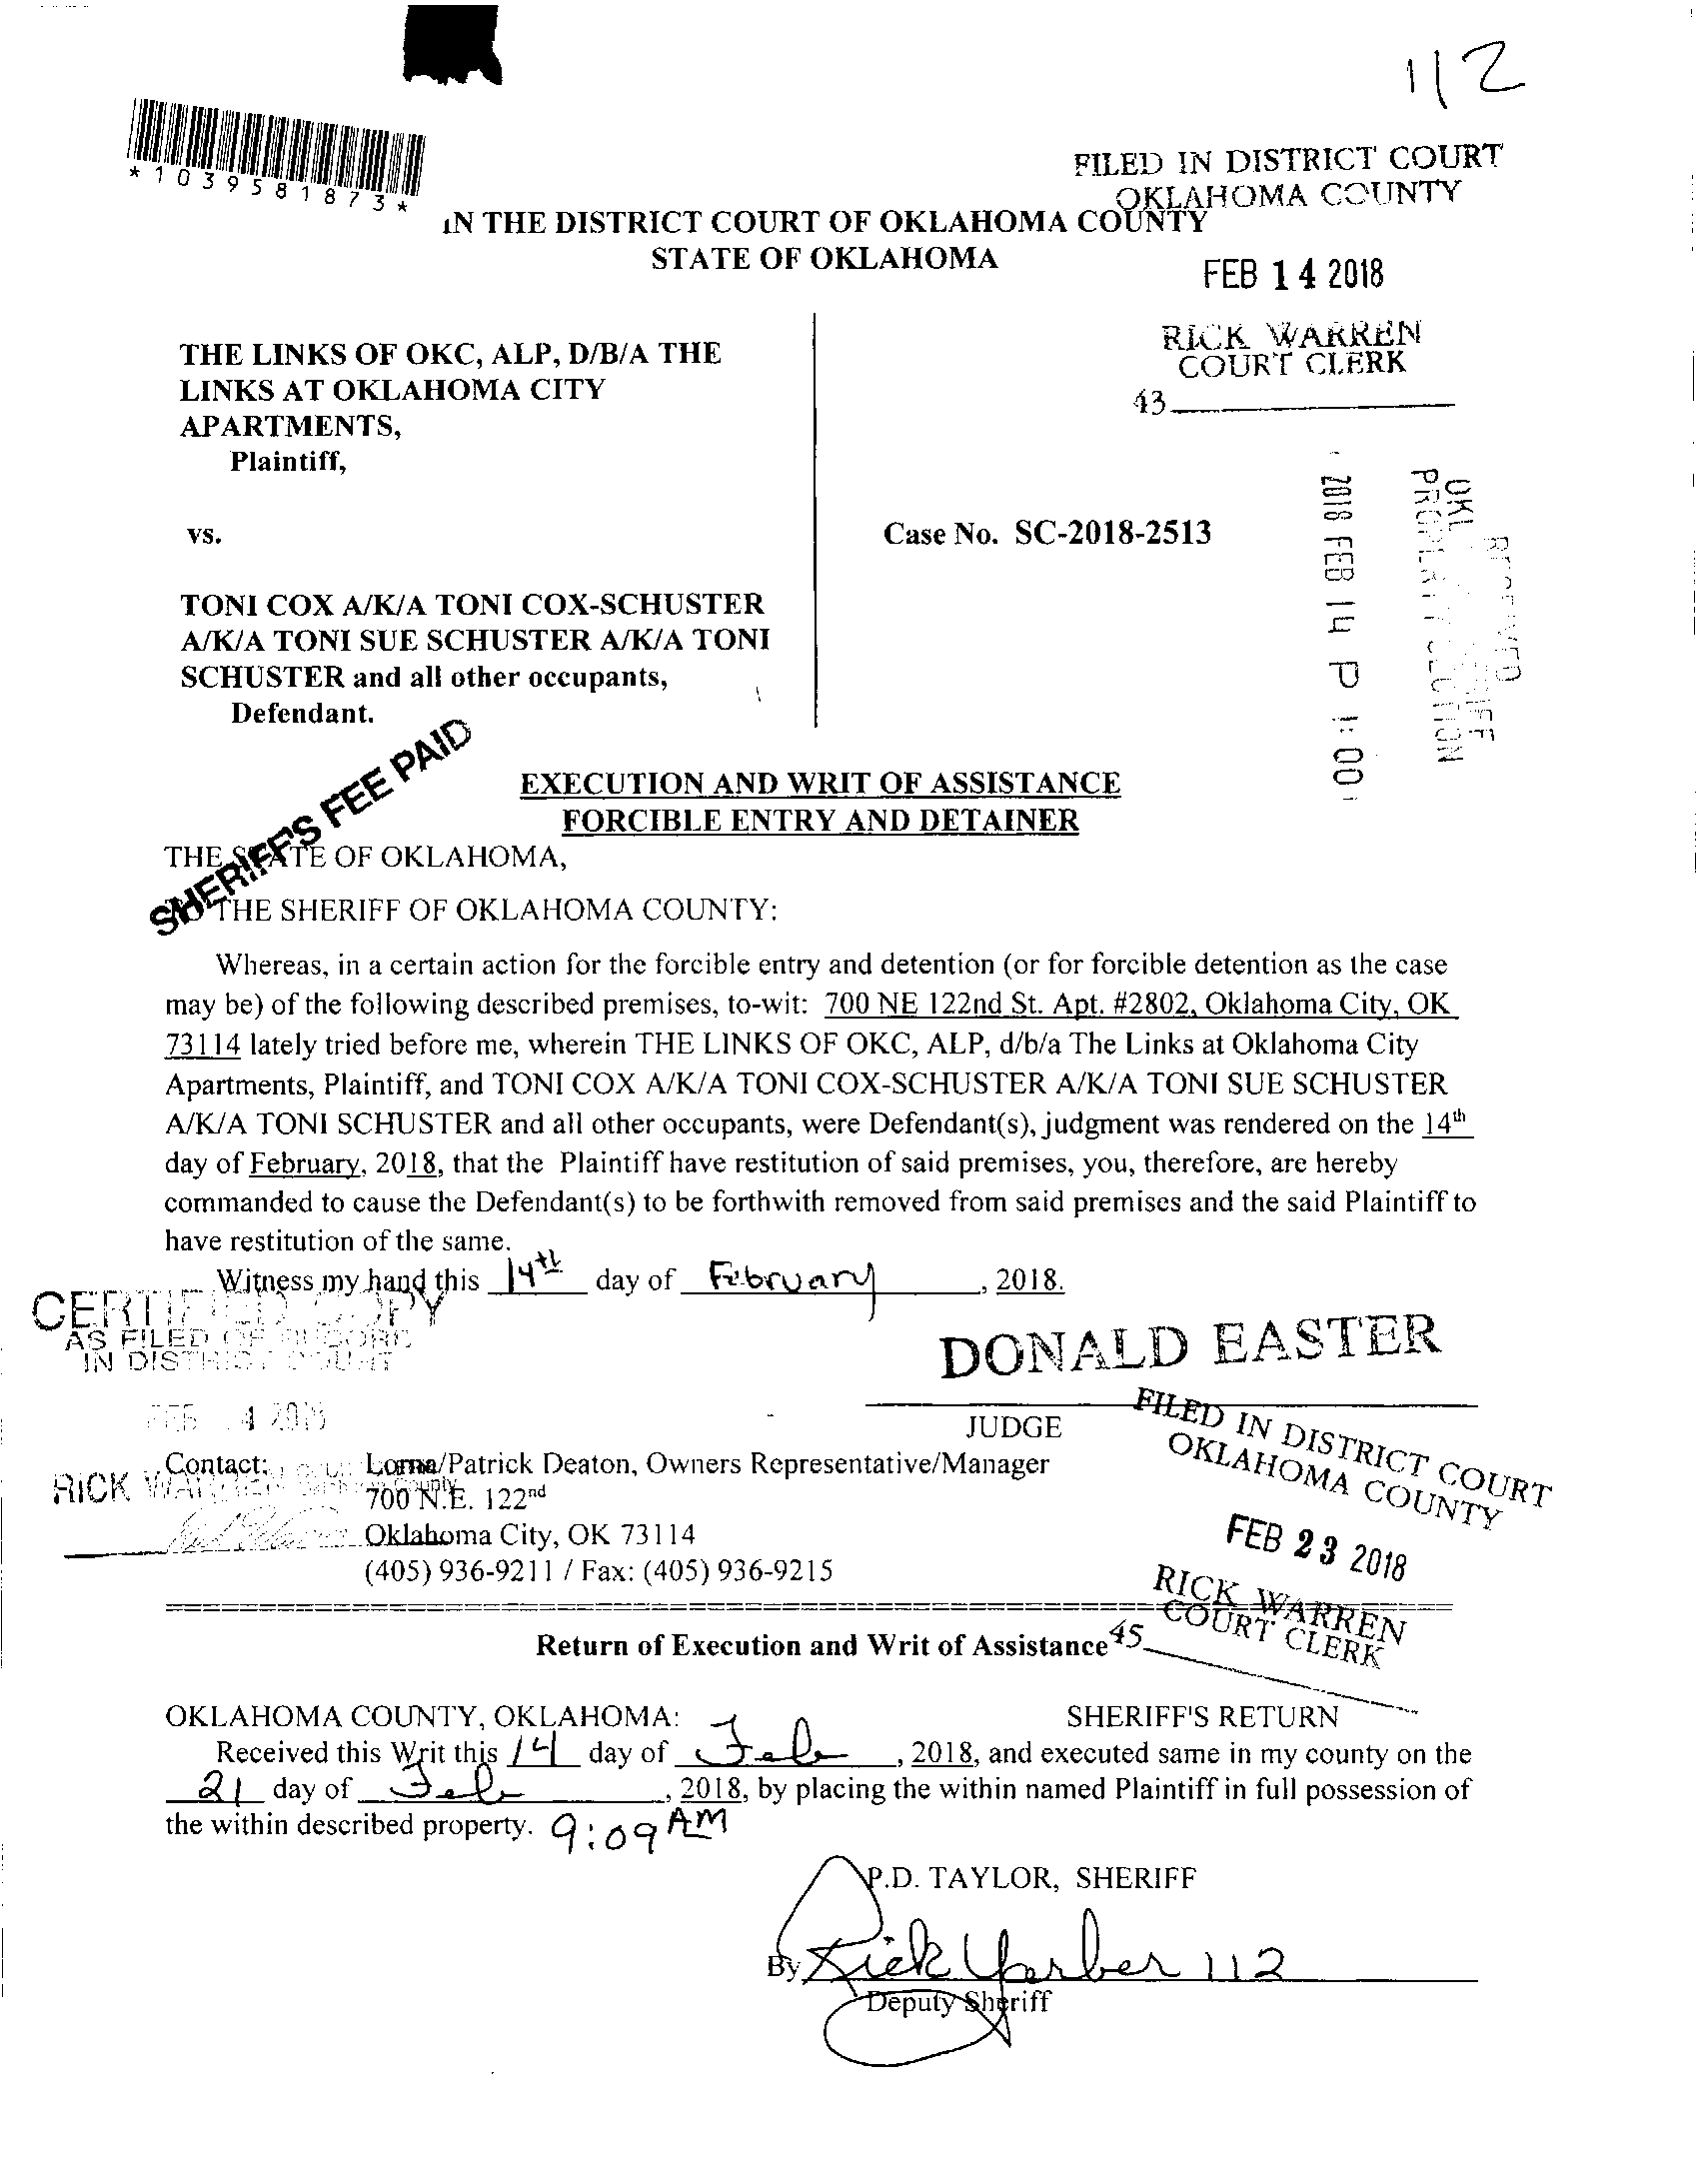 112
*1039581873*
FILED IN DISTRICT COURT
OKLAHOMA COUNTY
IN THE DISTRICT COURT OF OKLAHOMA COUNTY
STATE OF OKLAHOMA
FEB 14 2018
RICK WARREN
COURT CLERK
43
THE LINKS OF OKC, ALP, D/B/A THE
LINKS AT OKLAHOMA CITY
APARTMENTS,
Plaintiff,
vs.
Case No. SC-2018-2513
TONI COX A/K/A TONI COX-SCHUSTER
A/K/A TONI SUE SCHUSTER A/K/A TONI
SCHUSTER and all other occupants,
Defendant.
2018 FEB 14 P 1:00
SHERIFF'S FEE PAID
EXECUTION AND WRIT OF ASSISTANCE
FORCIBLE ENTRY AND DETAINER
THE STATE OF OKLAHOMA,
TO THE SHERIFF OF OKLAHOMA COUNTY:
Whereas, in a certain action for the forcible entry and detention (or for forcible detention as the case
may be) of the following described premises, to-wit: 700 NE 122nd St. Apt. #2802, Oklahoma City, OK
73114 lately tried before me, wherein THE LINKS OF OKC, ALP, d/b/a The Links at Oklahoma City
Apartments, Plaintiff, and TONI COX A/K/A TONI COX-SCHUSTER A/K/A TONI SUE SCHUSTER
A/K/A TONI SCHUSTER and all other occupants, were Defendant(s), judgment was rendered on the 14th
day of February, 2018, that the Plaintiff have restitution of said premises, you, therefore, are hereby
commanded to cause the Defendant(s) to be forthwith removed from said premises and the said Plaintiff to
have restitution of the same.
Witness my hand this 14th day of February, 2018.
CERTIFIED COPY
AS FILED OF RECORD
IN DISTRICT COURT
DONALD EASTER
JUDGE
FILED IN DISTRICT COURT
OKLAHOMA COUNTY
FEB 23 2018
RICK WARREN
COURT CLERK
45
RICK WARREN
Contact: Lorna/Patrick Deaton, Owners Representative/Manager
700 N.E. 122nd
Oklahoma City, OK 73114
(405) 936-9211 / Fax: (405) 936-9215
Return of Execution and Writ of Assistance
OKLAHOMA COUNTY, OKLAHOMA: SHERIFF'S RETURN
Received this Writ this 14 day of Feb, 2018, and executed same in my county on the
21 day of Feb, 2018, by placing the within named Plaintiff in full possession of
the within described property. 9:09 AM
P.D. TAYLOR, SHERIFF
By Rick Yarber 112
Deputy Sheriff